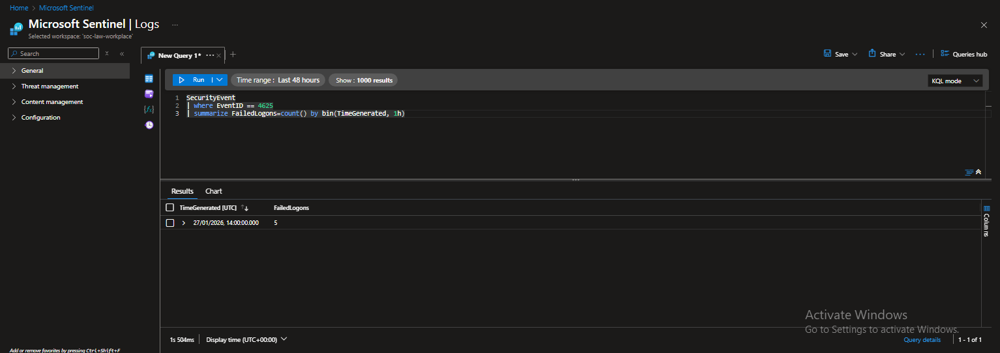 Home > Microsoft Sentinel
Microsoft Sentinel | Logs ...
Selected workspace: 'soc-law-workplace'
Search
General
Threat management
Content management
Configuration
Add or remove favorites by pressing Ctrl+Shift+F
New Query 1* ...
Save
Share
...
Queries hub
Run
Time range : Last 48 hours
Show : 1000 results
KQL mode
1 SecurityEvent
2 | where EventID == 4625
3 | summarize FailedLogons=count() by bin(TimeGenerated, 1h)
Results Chart
TimeGenerated [UTC] FailedLogons
27/01/2026, 14:00:00.000 5
Columns
Activate Windows
Go to Settings to activate Windows.
1s 504ms Display time (UTC+00:00) Query details 1 - 1 of 1